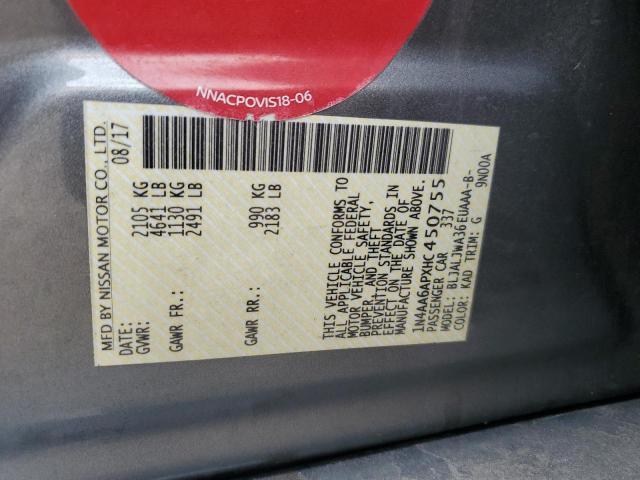 NNACPOVIS18-06
MFD BY NISSAN MOTOR CO., LTD.
DATE: 08/17
GVWR: 2105 KG
4641 LB
GAWR FR.: 1130 KG
2491 LB
GAWR RR.: 990 KG
2183 LB
THIS VEHICLE CONFORMS TO
ALL APPLICABLE FEDERAL
MOTOR VEHICLE SAFETY,
BUMPER, AND THEFT
PREVENTION STANDARDS IN
EFFECT ON THE DATE OF
MANUFACTURE SHOWN ABOVE.
1N4AA6APXHC450755
PASSENGER CAR 337
MODEL: BLJALJWA36EUAAA-B-
COLOR: KAD TRIM: G 9N00A